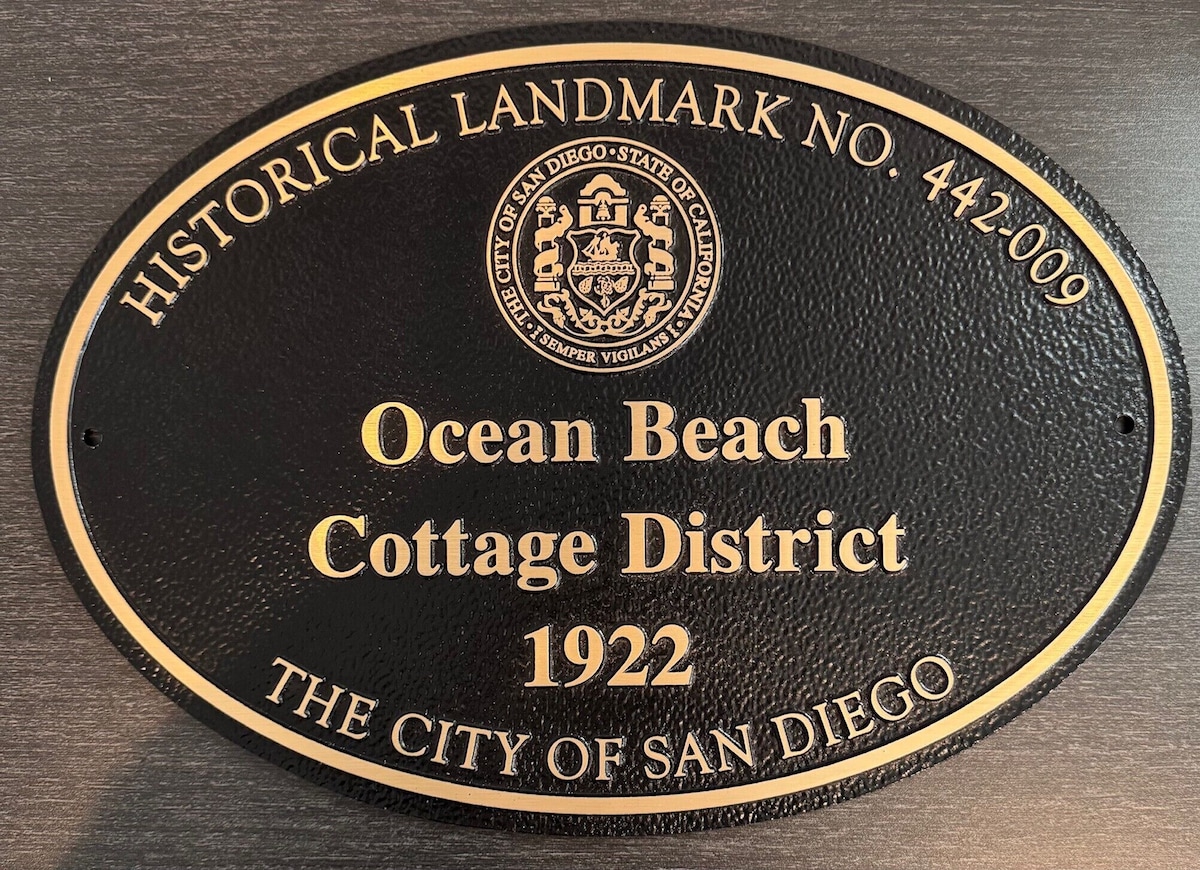 HISTORICAL LANDMARK NO. 442-009
THE CITY OF SAN DIEGO • STATE OF CALIFORNIA
SEMPER VIGILANS
Ocean Beach
Cottage District
1922
THE CITY OF SAN DIEGO